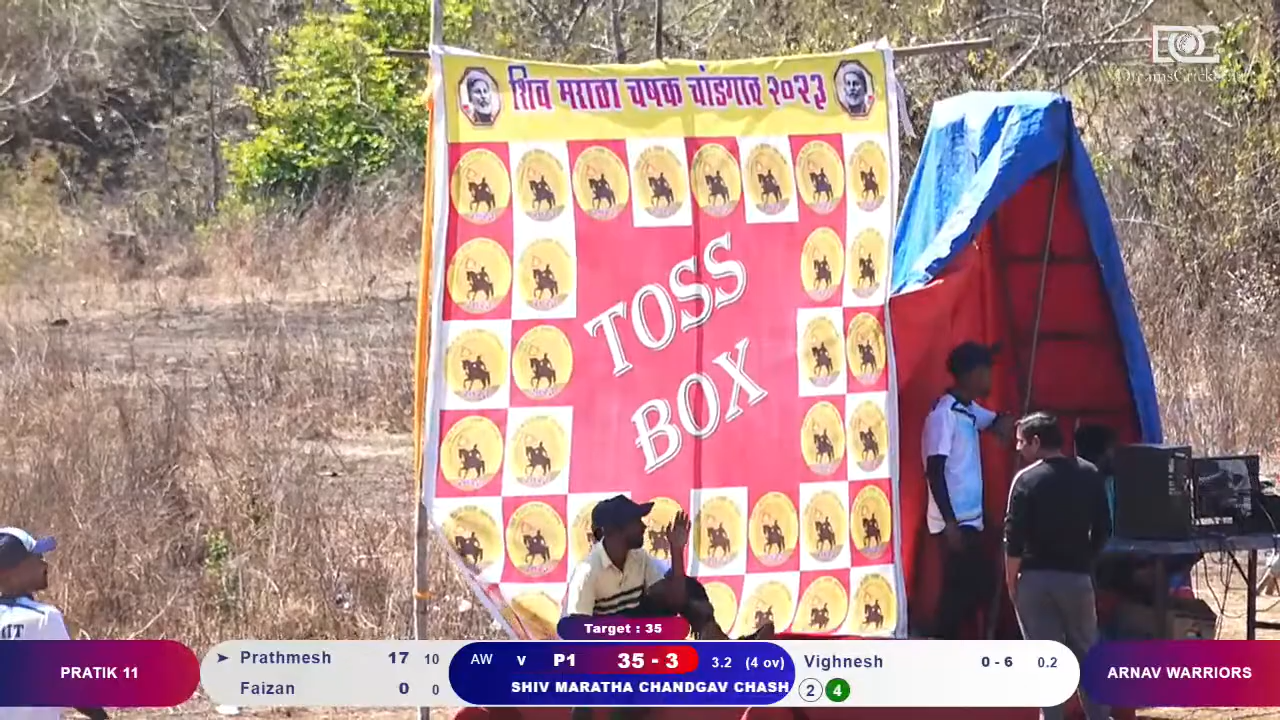 शिव मराठा चषक चांडगाव २०२३
TOSS
BOX
Target : 35
PRATIK 11
Prathmesh 17 10
Faizan 0 0
AW v P1 35 - 3 3.2 (4 ov)
SHIV MARATHA CHANDGAV CHASH
Vighnesh 0 - 6 0.2
2 4
ARNAV WARRIORS